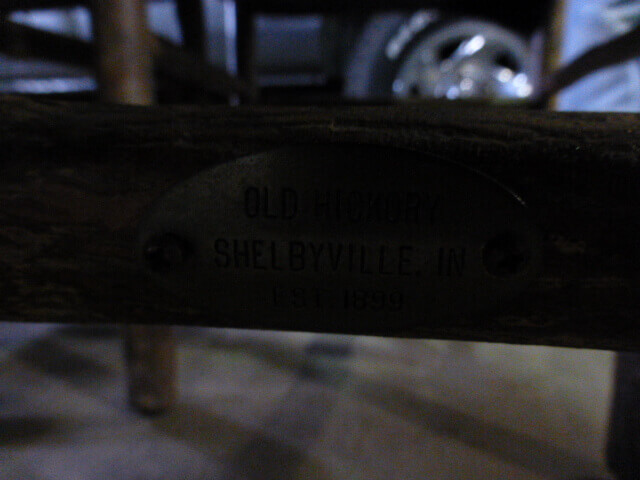 OLD HICKORY
SHELBYVILLE, IN
EST. 1899